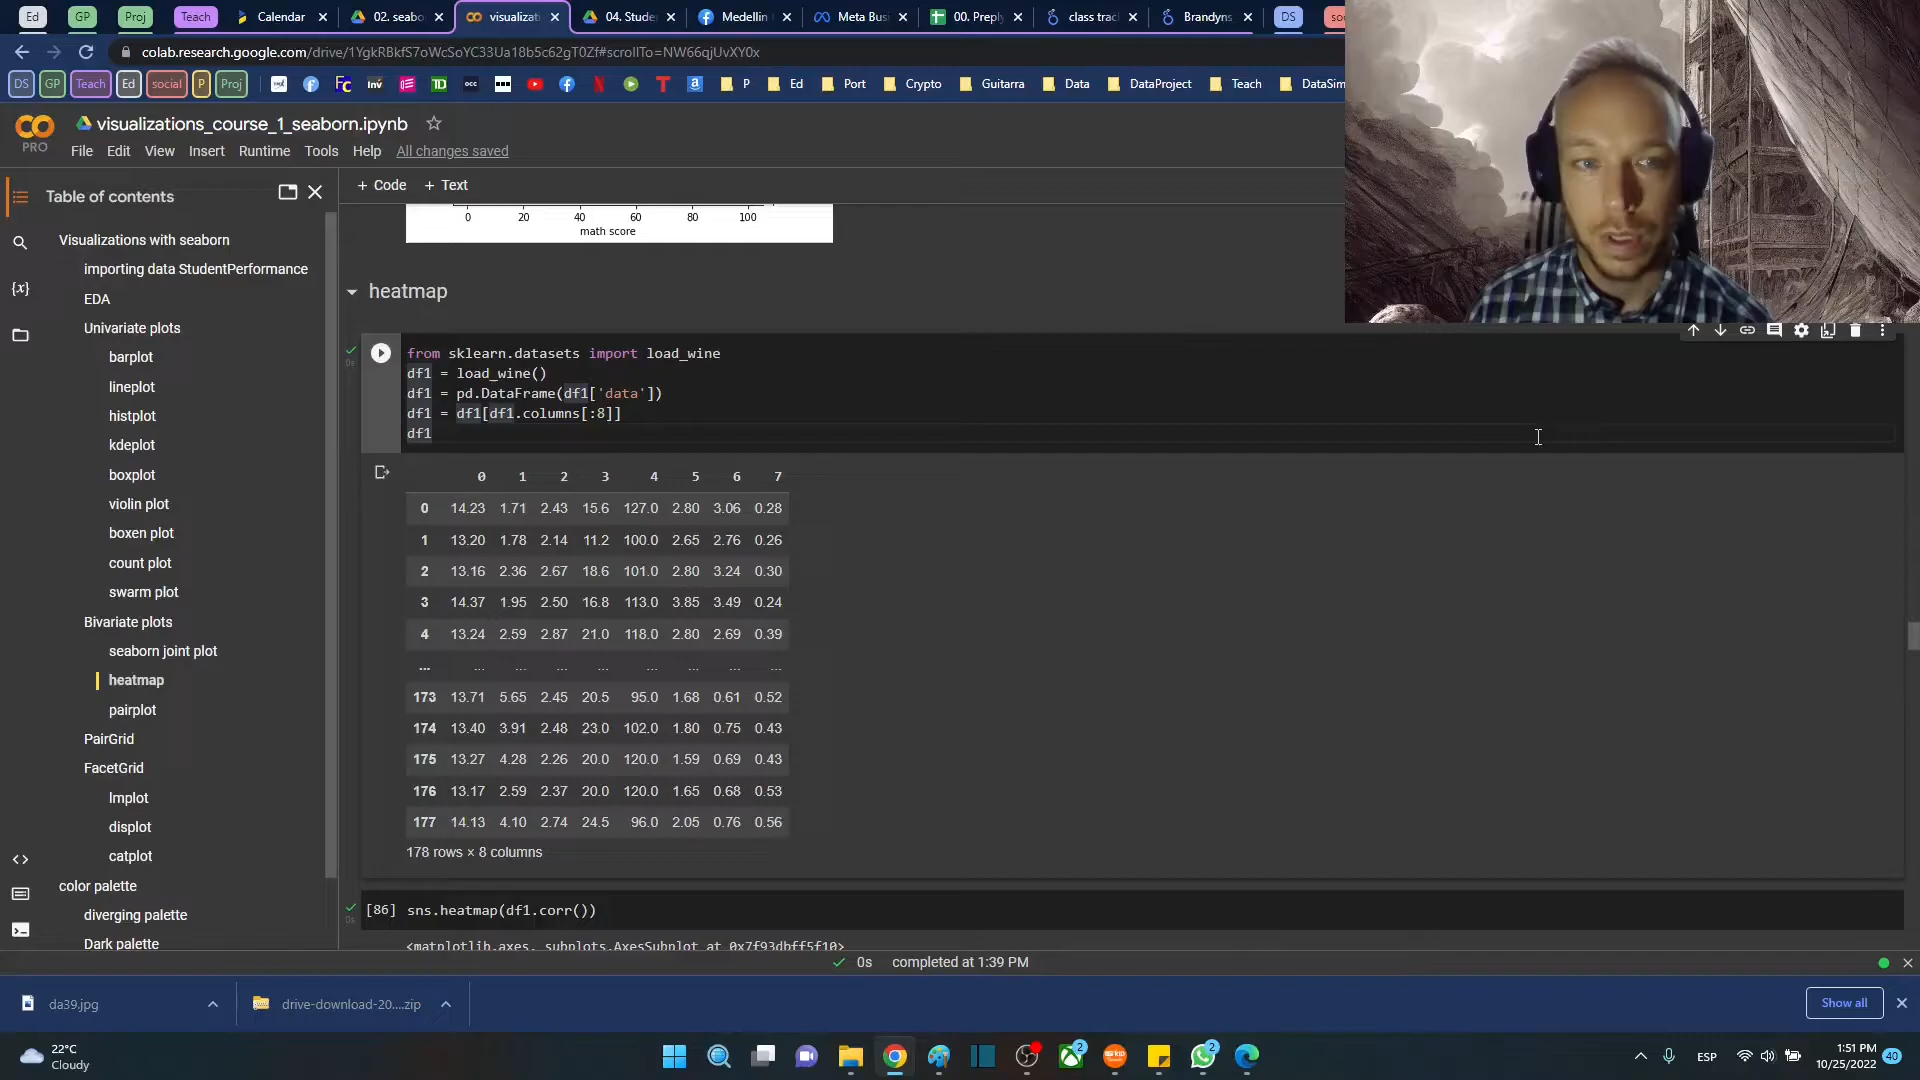 Ed
GP
Proj
Teach
Calendar
02. seabo
visualizati
04. Stude
Medellin
Meta Bus
00. Preply
class trac
Brandyns
DS
colab.research.google.com/drive/1YgkRBkfS7oWcSoYC33Ua18b5c62gT0Zf#scrollTo=NW66qjUvXY0x
DS GP Teach Ed social P Proj
P Ed Port Crypto Guitarra Data DataProject Teach DataSim
PRO
visualizations_course_1_seaborn.ipynb
File Edit View Insert Runtime Tools Help All changes saved
Table of contents
Visualizations with seaborn
importing data StudentPerformance
EDA
Univariate plots
barplot
lineplot
histplot
kdeplot
boxplot
violin plot
boxen plot
count plot
swarm plot
Bivariate plots
seaborn joint plot
heatmap
pairplot
PairGrid
FacetGrid
lmplot
displot
catplot
color palette
diverging palette
Dark palette
+ Code + Text
0 20 40 60 80 100
math score
heatmap
from sklearn.datasets import load_wine
df1 = load_wine()
df1 = pd.DataFrame(df1['data'])
df1 = df1[df1.columns[:8]]
df1
0 1 2 3 4 5 6 7
0 14.23 1.71 2.43 15.6 127.0 2.80 3.06 0.28
1 13.20 1.78 2.14 11.2 100.0 2.65 2.76 0.26
2 13.16 2.36 2.67 18.6 101.0 2.80 3.24 0.30
3 14.37 1.95 2.50 16.8 113.0 3.85 3.49 0.24
4 13.24 2.59 2.87 21.0 118.0 2.80 2.69 0.39
... ... ... ... ... ... ... ... ...
173 13.71 5.65 2.45 20.5 95.0 1.68 0.61 0.52
174 13.40 3.91 2.48 23.0 102.0 1.80 0.75 0.43
175 13.27 4.28 2.26 20.0 120.0 1.59 0.69 0.43
176 13.17 2.59 2.37 20.0 120.0 1.65 0.68 0.53
177 14.13 4.10 2.74 24.5 96.0 2.05 0.76 0.56
178 rows × 8 columns
[86] sns.heatmap(df1.corr())
<matplotlib.axes._subplots.AxesSubplot at 0x7f93dbff5f10>
0s completed at 1:39 PM
da39.jpg
drive-download-20....zip
Show all
22°C
Cloudy
2
2
ESP
1:51 PM
10/25/2022
40